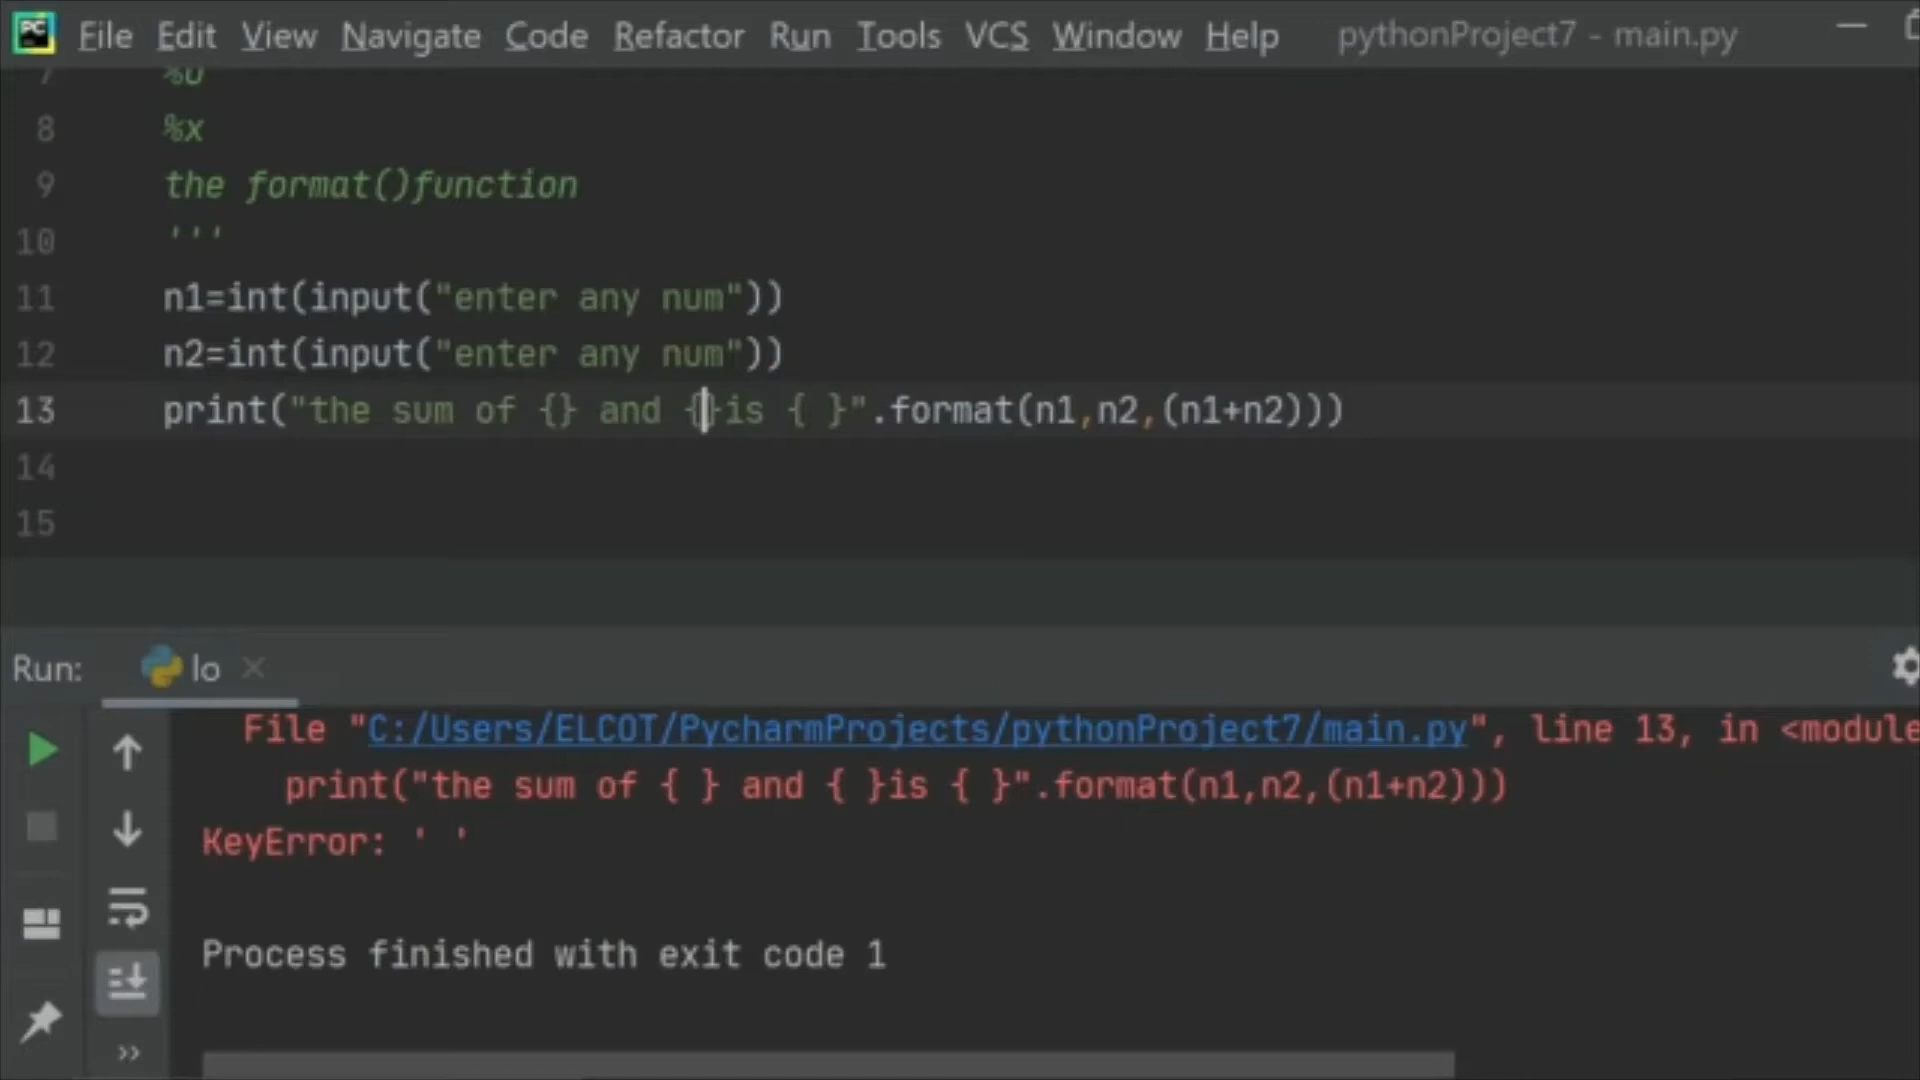 PC File Edit View Navigate Code Refactor Run Tools VCS Window Help pythonProject7 - main.py
7
8 %x
9 the format()function
10 '''
11 n1=int(input("enter any num"))
12 n2=int(input("enter any num"))
13 print("the sum of {} and {}is { }".format(n1,n2,(n1+n2)))
14
15
Run: lo
File "C:/Users/ELCOT/PycharmProjects/pythonProject7/main.py", line 13, in <module
print("the sum of { } and { }is { }".format(n1,n2,(n1+n2)))
KeyError: ' '
Process finished with exit code 1